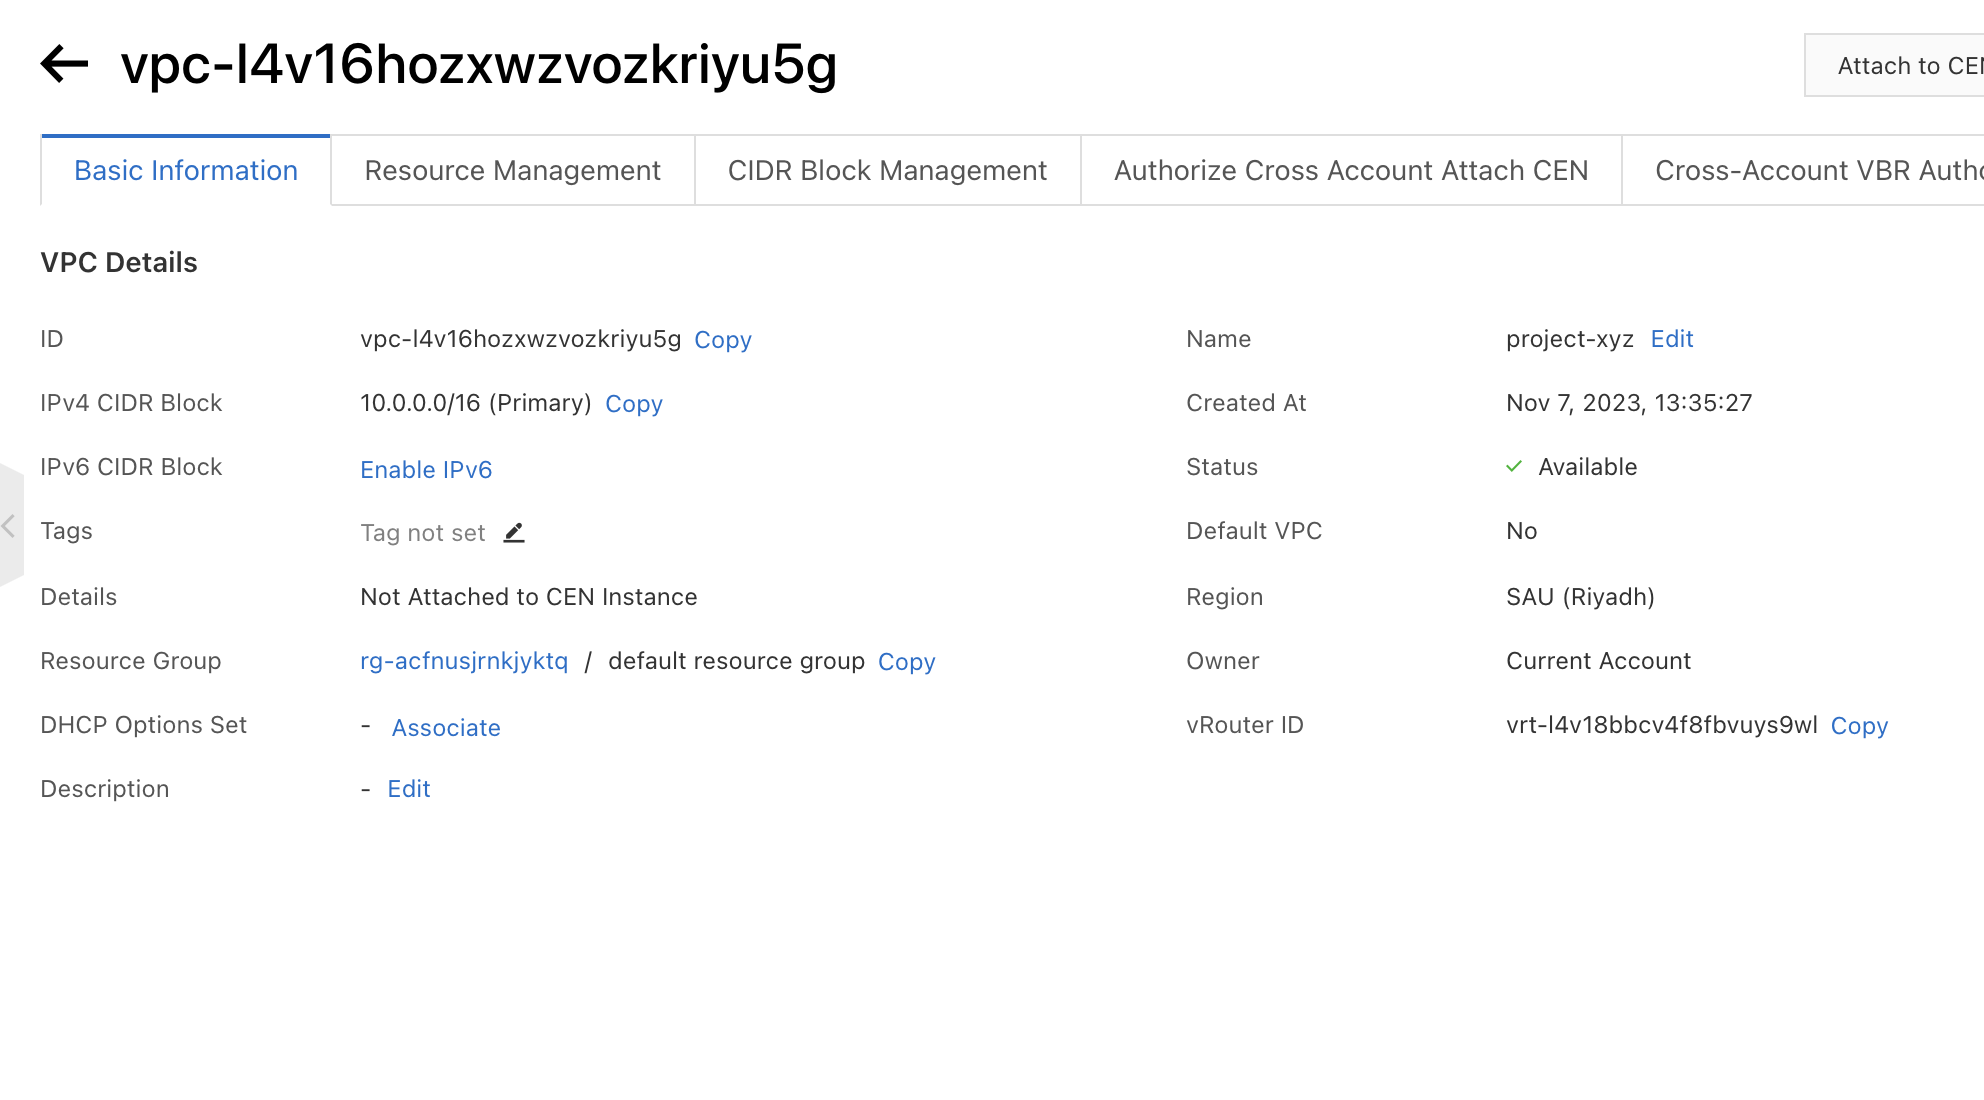 vpc-l4v16hozxwzvozkriyu5g
Attach to CEN
Basic Information
Resource Management
CIDR Block Management
Authorize Cross Account Attach CEN
Cross-Account VBR Autho
VPC Details
ID
vpc-l4v16hozxwzvozkriyu5g Copy
Name
project-xyz Edit
IPv4 CIDR Block
10.0.0.0/16 (Primary) Copy
Created At
Nov 7, 2023, 13:35:27
IPv6 CIDR Block
Enable IPv6
Status
Available
Tags
Tag not set
Default VPC
No
Details
Not Attached to CEN Instance
Region
SAU (Riyadh)
Resource Group
rg-acfnusjrnkjyktq / default resource group Copy
Owner
Current Account
DHCP Options Set
- Associate
vRouter ID
vrt-l4v18bbcv4f8fbvuys9wl Copy
Description
- Edit